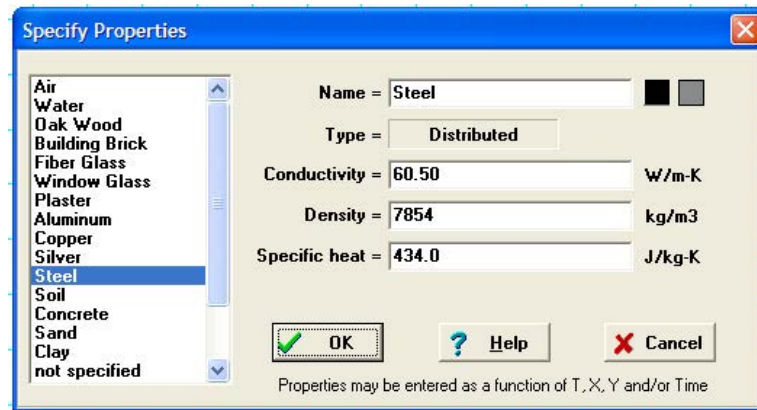 Specify Properties
Air
Water
Oak Wood
Building Brick
Fiber Glass
Window Glass
Plaster
Aluminum
Copper
Silver
Steel
Soil
Concrete
Sand
Clay
not specified
Name = Steel
Type = Distributed
Conductivity = 60.50 W/m-K
Density = 7854 kg/m3
Specific heat = 434.0 J/kg-K
OK
? Help
Cancel
Properties may be entered as a function of T, X, Y and/or Time